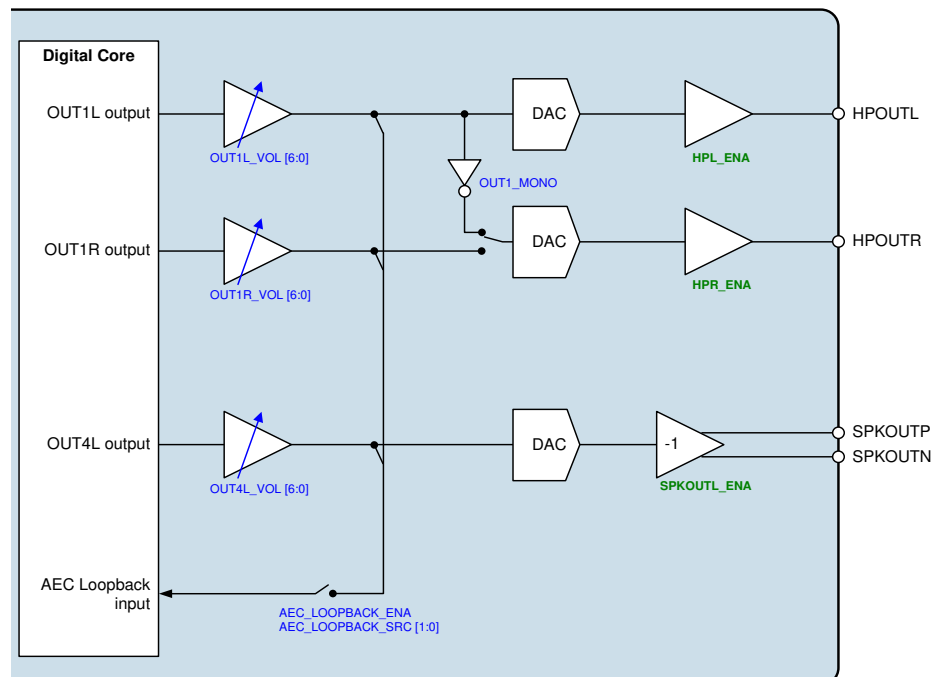 Digital Core
OUT1L output
OUT1L_VOL [6:0]
DAC
HPL_ENA
HPOUTL
OUT1_MONO
OUT1R output
OUT1R_VOL [6:0]
DAC
HPR_ENA
HPOUTR
OUT4L output
OUT4L_VOL [6:0]
DAC
-1
SPKOUTL_ENA
SPKOUTP
SPKOUTN
AEC Loopback
input
AEC_LOOPBACK_ENA
AEC_LOOPBACK_SRC [1:0]